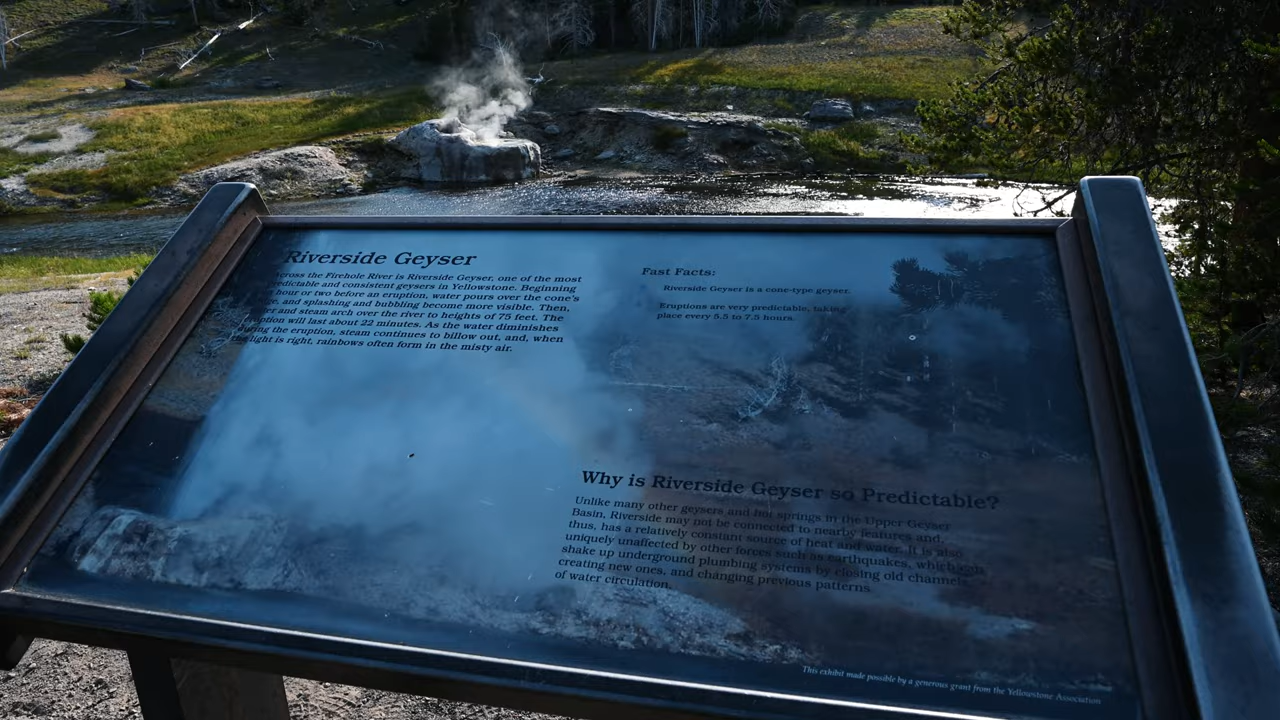 Riverside Geyser
Across the Firehole River is Riverside Geyser, one of the most
predictable and consistent geysers in Yellowstone. Beginning
hour or two before an eruption, water pours over the cone's
and splashing and bubbling become more visible. Then,
and steam arch over the river to heights of 75 feet. The
eruption will last about 22 minutes. As the water diminishes
during the eruption, steam continues to billow out, and, when
the light is right, rainbows often form in the misty air.
Fast Facts:
Riverside Geyser is a cone-type geyser.
Eruptions are very predictable, taking
place every 5.5 to 7.5 hours.
Why is Riverside Geyser so Predictable?
Unlike many other geysers and hot springs in the Upper Geyser
Basin, Riverside may not be connected to nearby features and,
thus, has a relatively constant source of heat and water. It is also
uniquely unaffected by other forces such as earthquakes, which
shake up underground plumbing systems by closing old channels,
creating new ones, and changing previous patterns
of water circulation.
This exhibit made possible by a generous grant from the Yellowstone Association